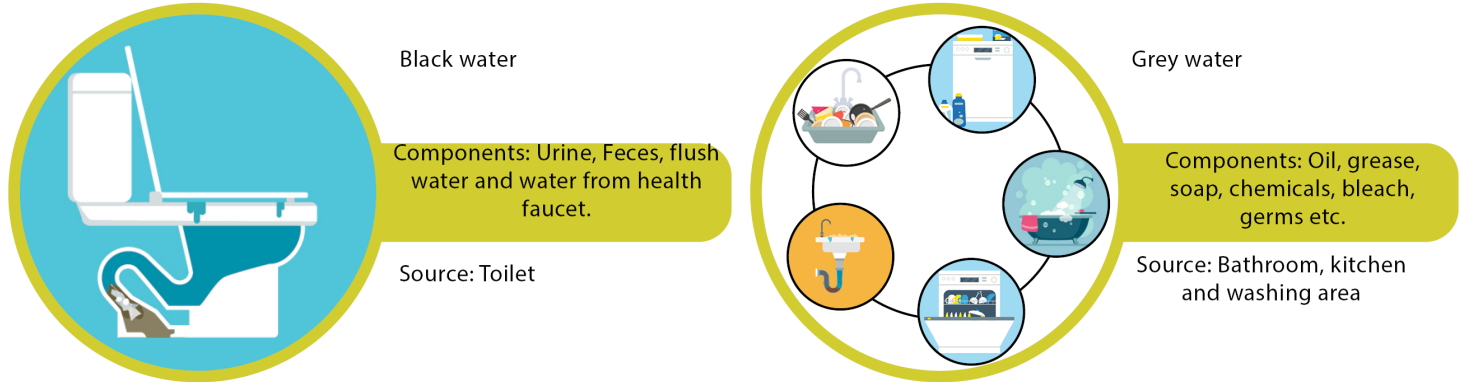 Black water
Components: Urine, Feces, flush
water and water from health
faucet.
Source: Toilet
Grey water
Components: Oil, grease,
soap, chemicals, bleach,
germs etc.
Source: Bathroom, kitchen
and washing area